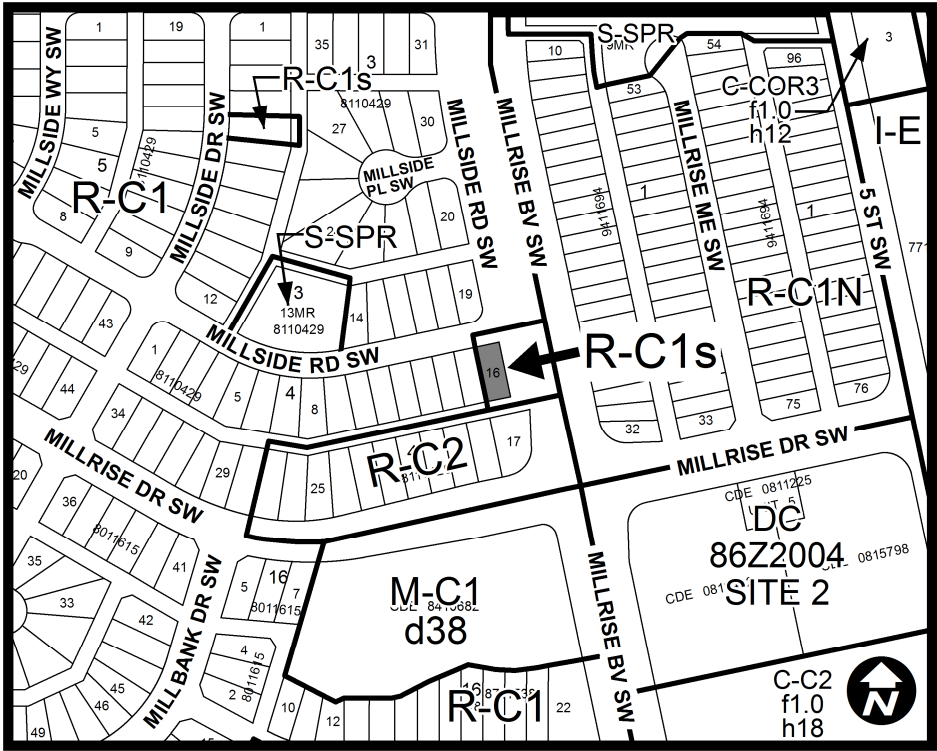 1
19
1
35
3
31
10
S-SPR
9MR
54
3
96
R-C1s
8110429
53
C-COR3
f1.0
h12
27
30
I-E
MILLSIDE WY SW
MILLSIDE DR SW
MILLSIDE RD SW
MILLRISE BV SW
MILLRISE ME SW
5 ST SW
5
5
MILLSIDE
PL SW
R-C1
8
9
20
1
1
9411694
9411694
S-SPR
771
12
3
13MR
8110429
14
19
R-C1N
43
MILLSIDE RD SW
1
8110429
5
4
8
R-C1s
16
29
44
34
76
75
33
32
17
R-C2
MILLRISE DR SW
MILLRISE DR SW
29
25
20
36
8011615
CDE 0811225
DC
86Z2004
SITE 2
0815798
35
41
33
MILLBANK DR SW
5
16
7
8011615
M-C1
d38
MILLRISE BV SW
42
4
8011615
2
45
46
49
10
12
R-C1
22
C-C2
f1.0
h18
N